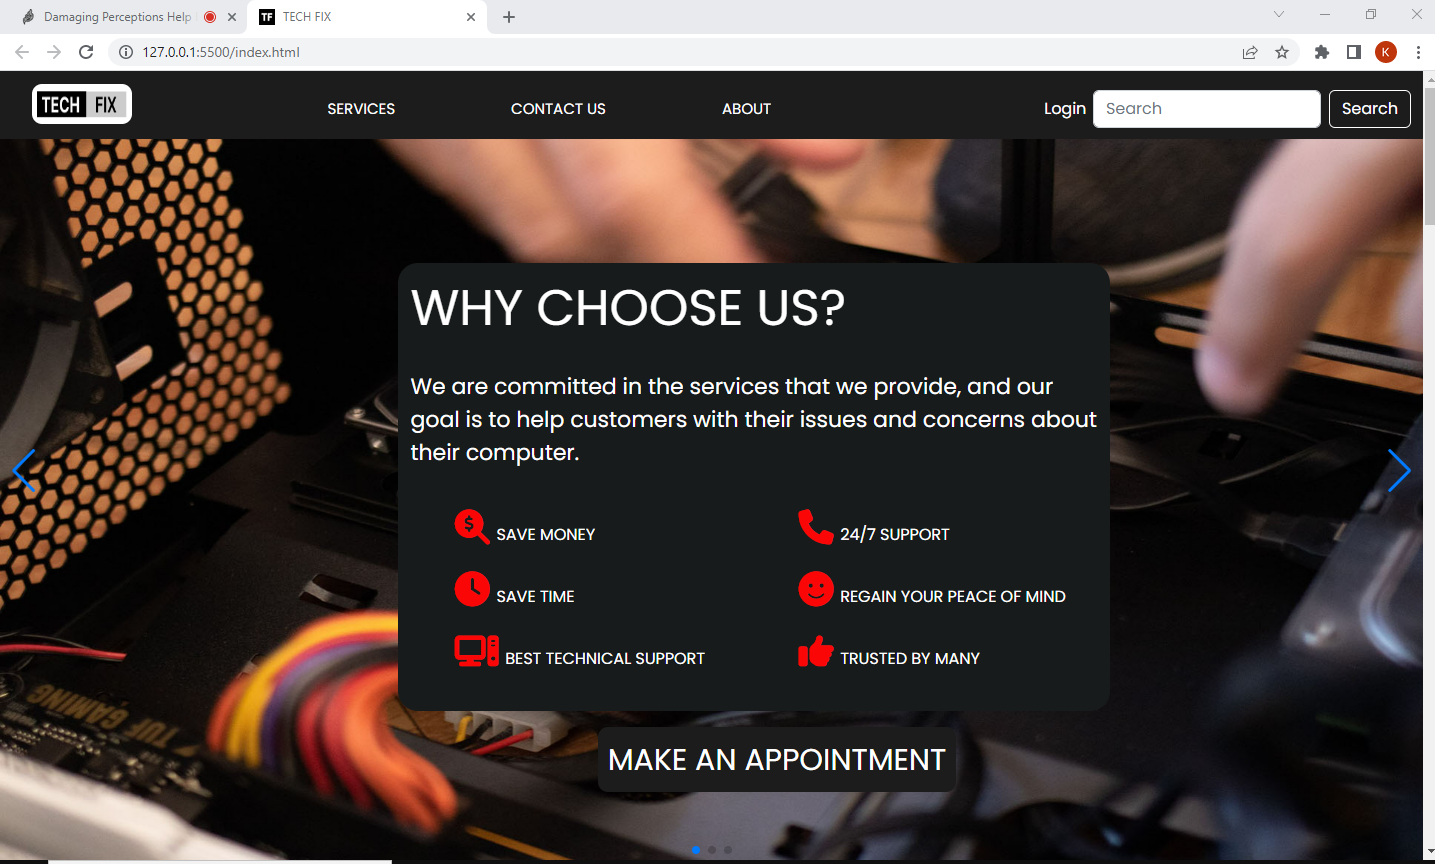 Damaging Perceptions Help
TF TECH FIX
127.0.0.1:5500/index.html
K
TECH FIX
SERVICES
CONTACT US
ABOUT
Login
Search
Search
WHY CHOOSE US?
We are committed in the services that we provide, and our
goal is to help customers with their issues and concerns about
their computer.
$ SAVE MONEY
24/7 SUPPORT
SAVE TIME
REGAIN YOUR PEACE OF MIND
BEST TECHNICAL SUPPORT
TRUSTED BY MANY
TUF GAMING
MAKE AN APPOINTMENT